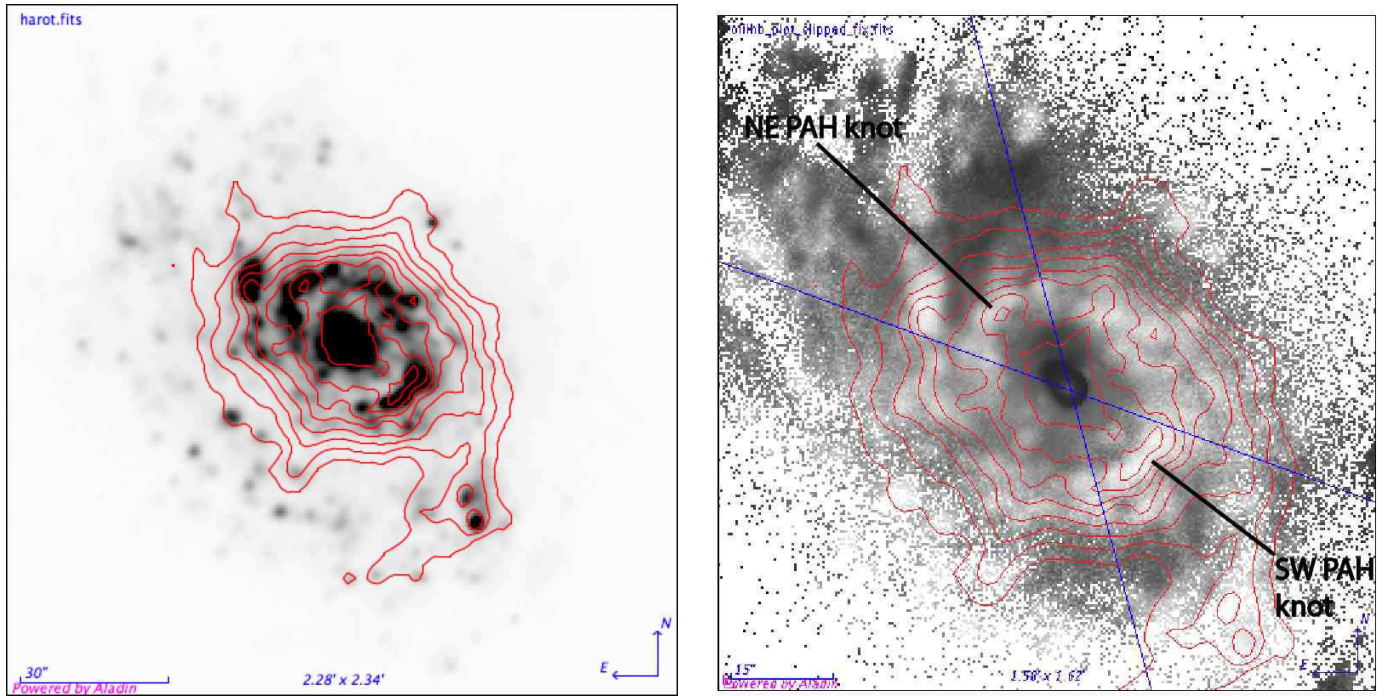 harot.fits
30"
2.28' x 2.34'
N
E
Powered by Aladin
NE PAH knot
SW PAH
knot
15"
1.58' x 1.62'
N
E
Powered by Aladin